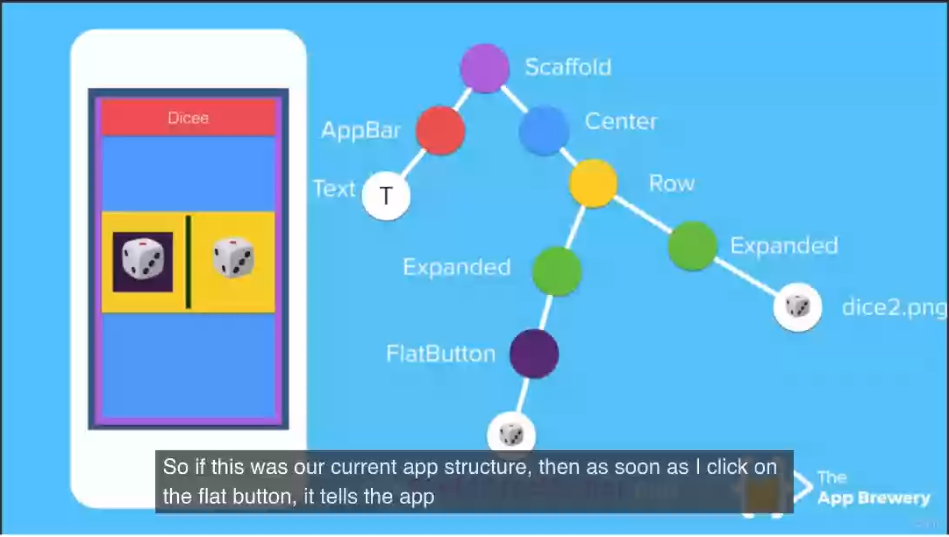 Dicee
Scaffold
AppBar
Center
Text
T
Row
Expanded
Expanded
dice2.png
FlatButton
So if this was our current app structure, then as soon as I click on
the flat button, it tells the app
The
App Brewery